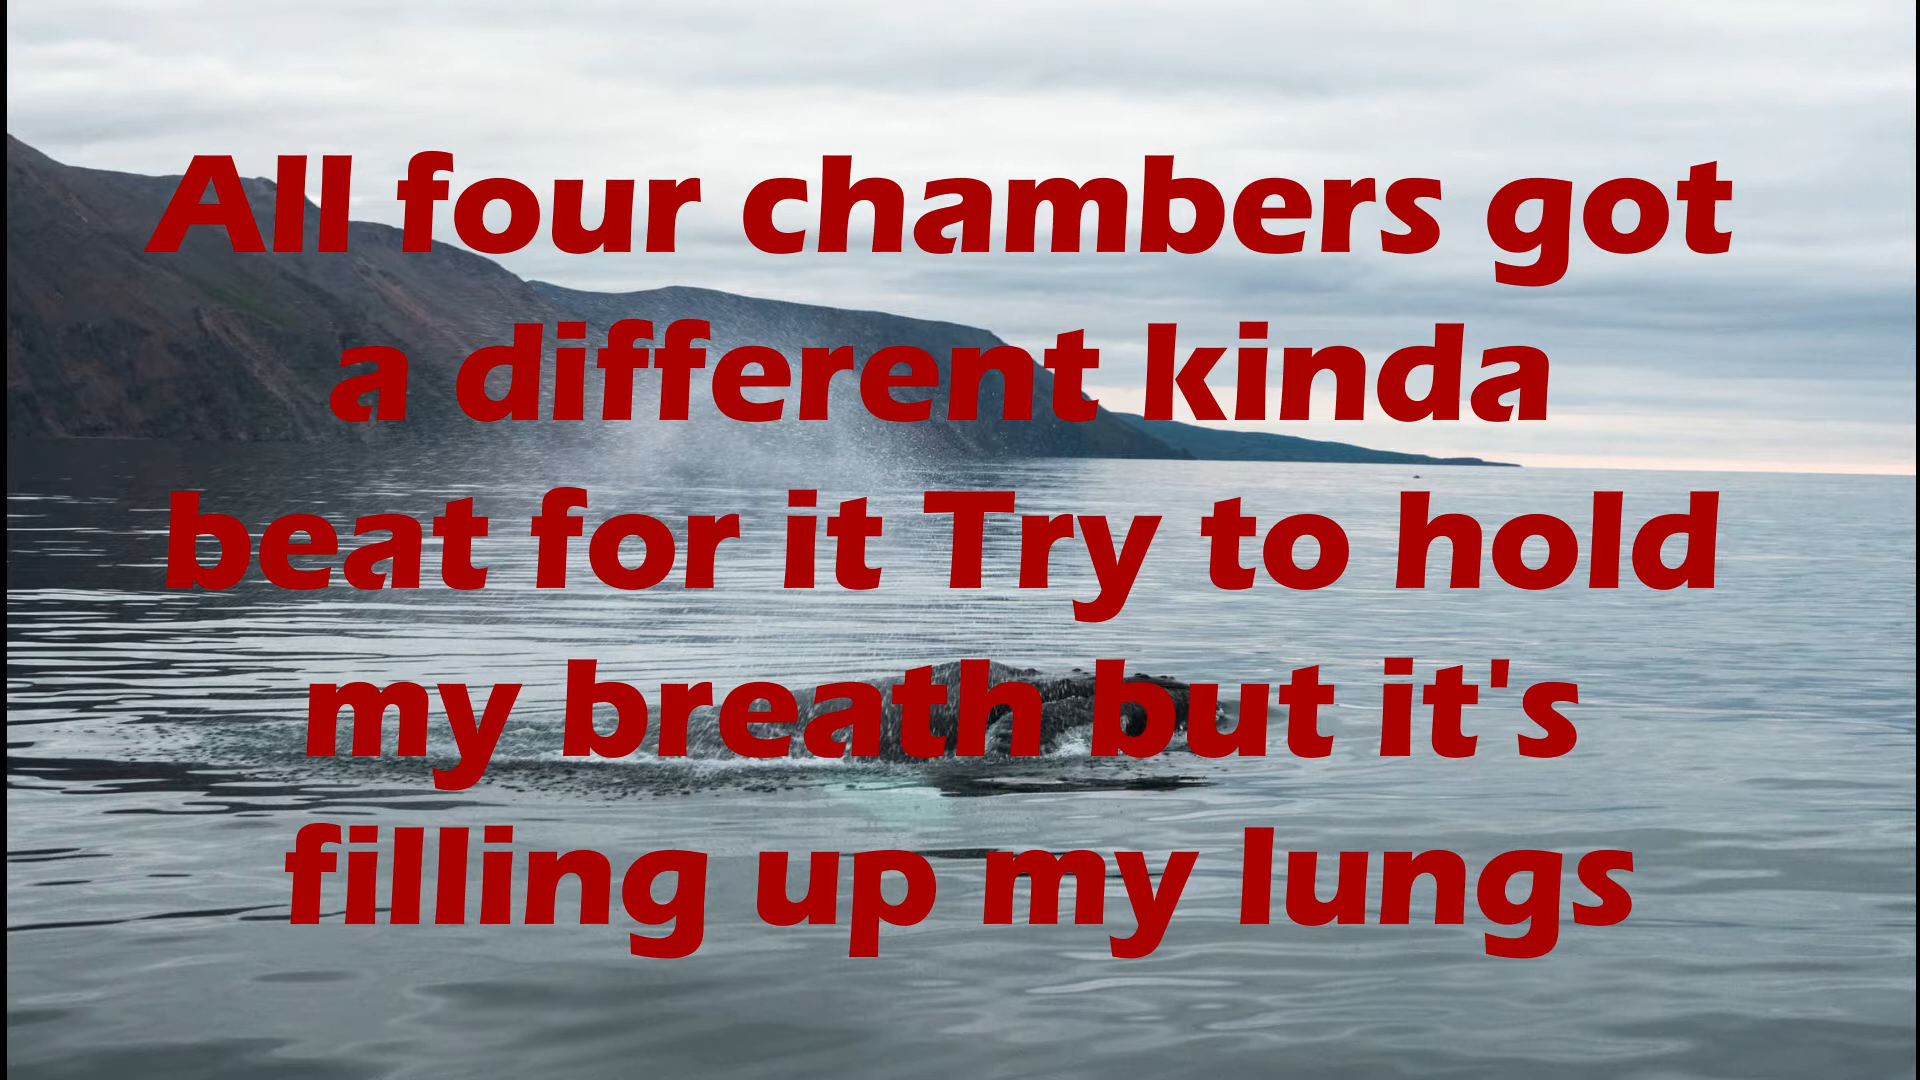 All four chambers got
a different kinda
beat for it Try to hold
my breath but it's
filling up my lungs